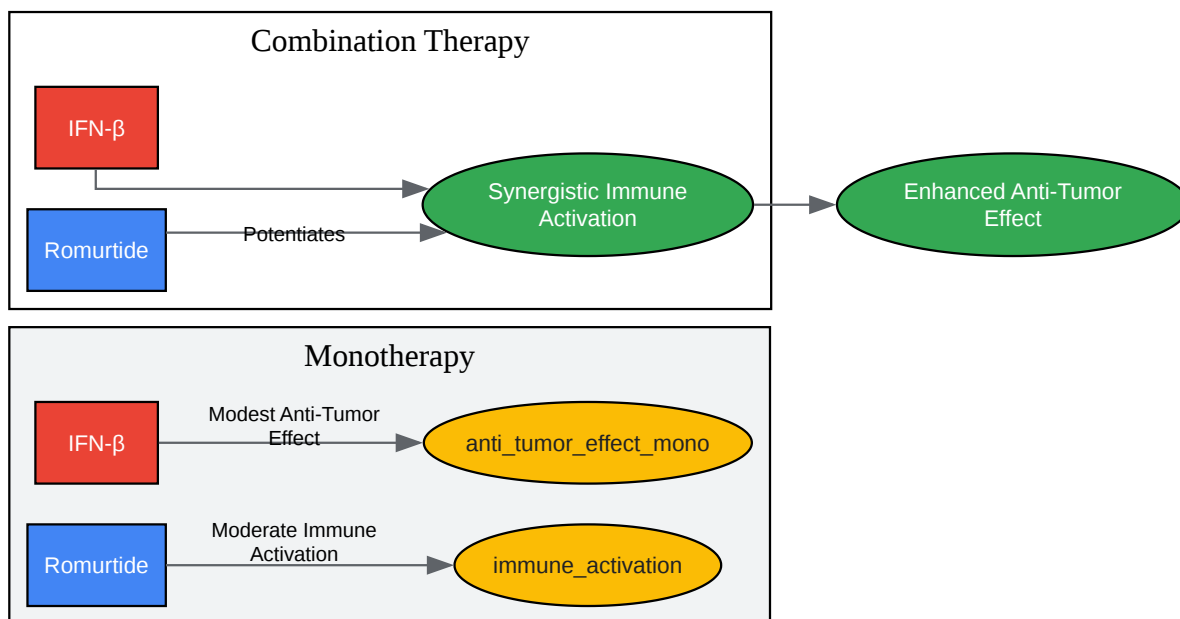 Combination Therapy
IFN-β
Romurtide
Potentiates
Synergistic Immune
Activation
Enhanced Anti-Tumor
Effect
Monotherapy
IFN-β
Modest Anti-Tumor
Effect
anti_tumor_effect_mono
Romurtide
Moderate Immune
Activation
immune_activation